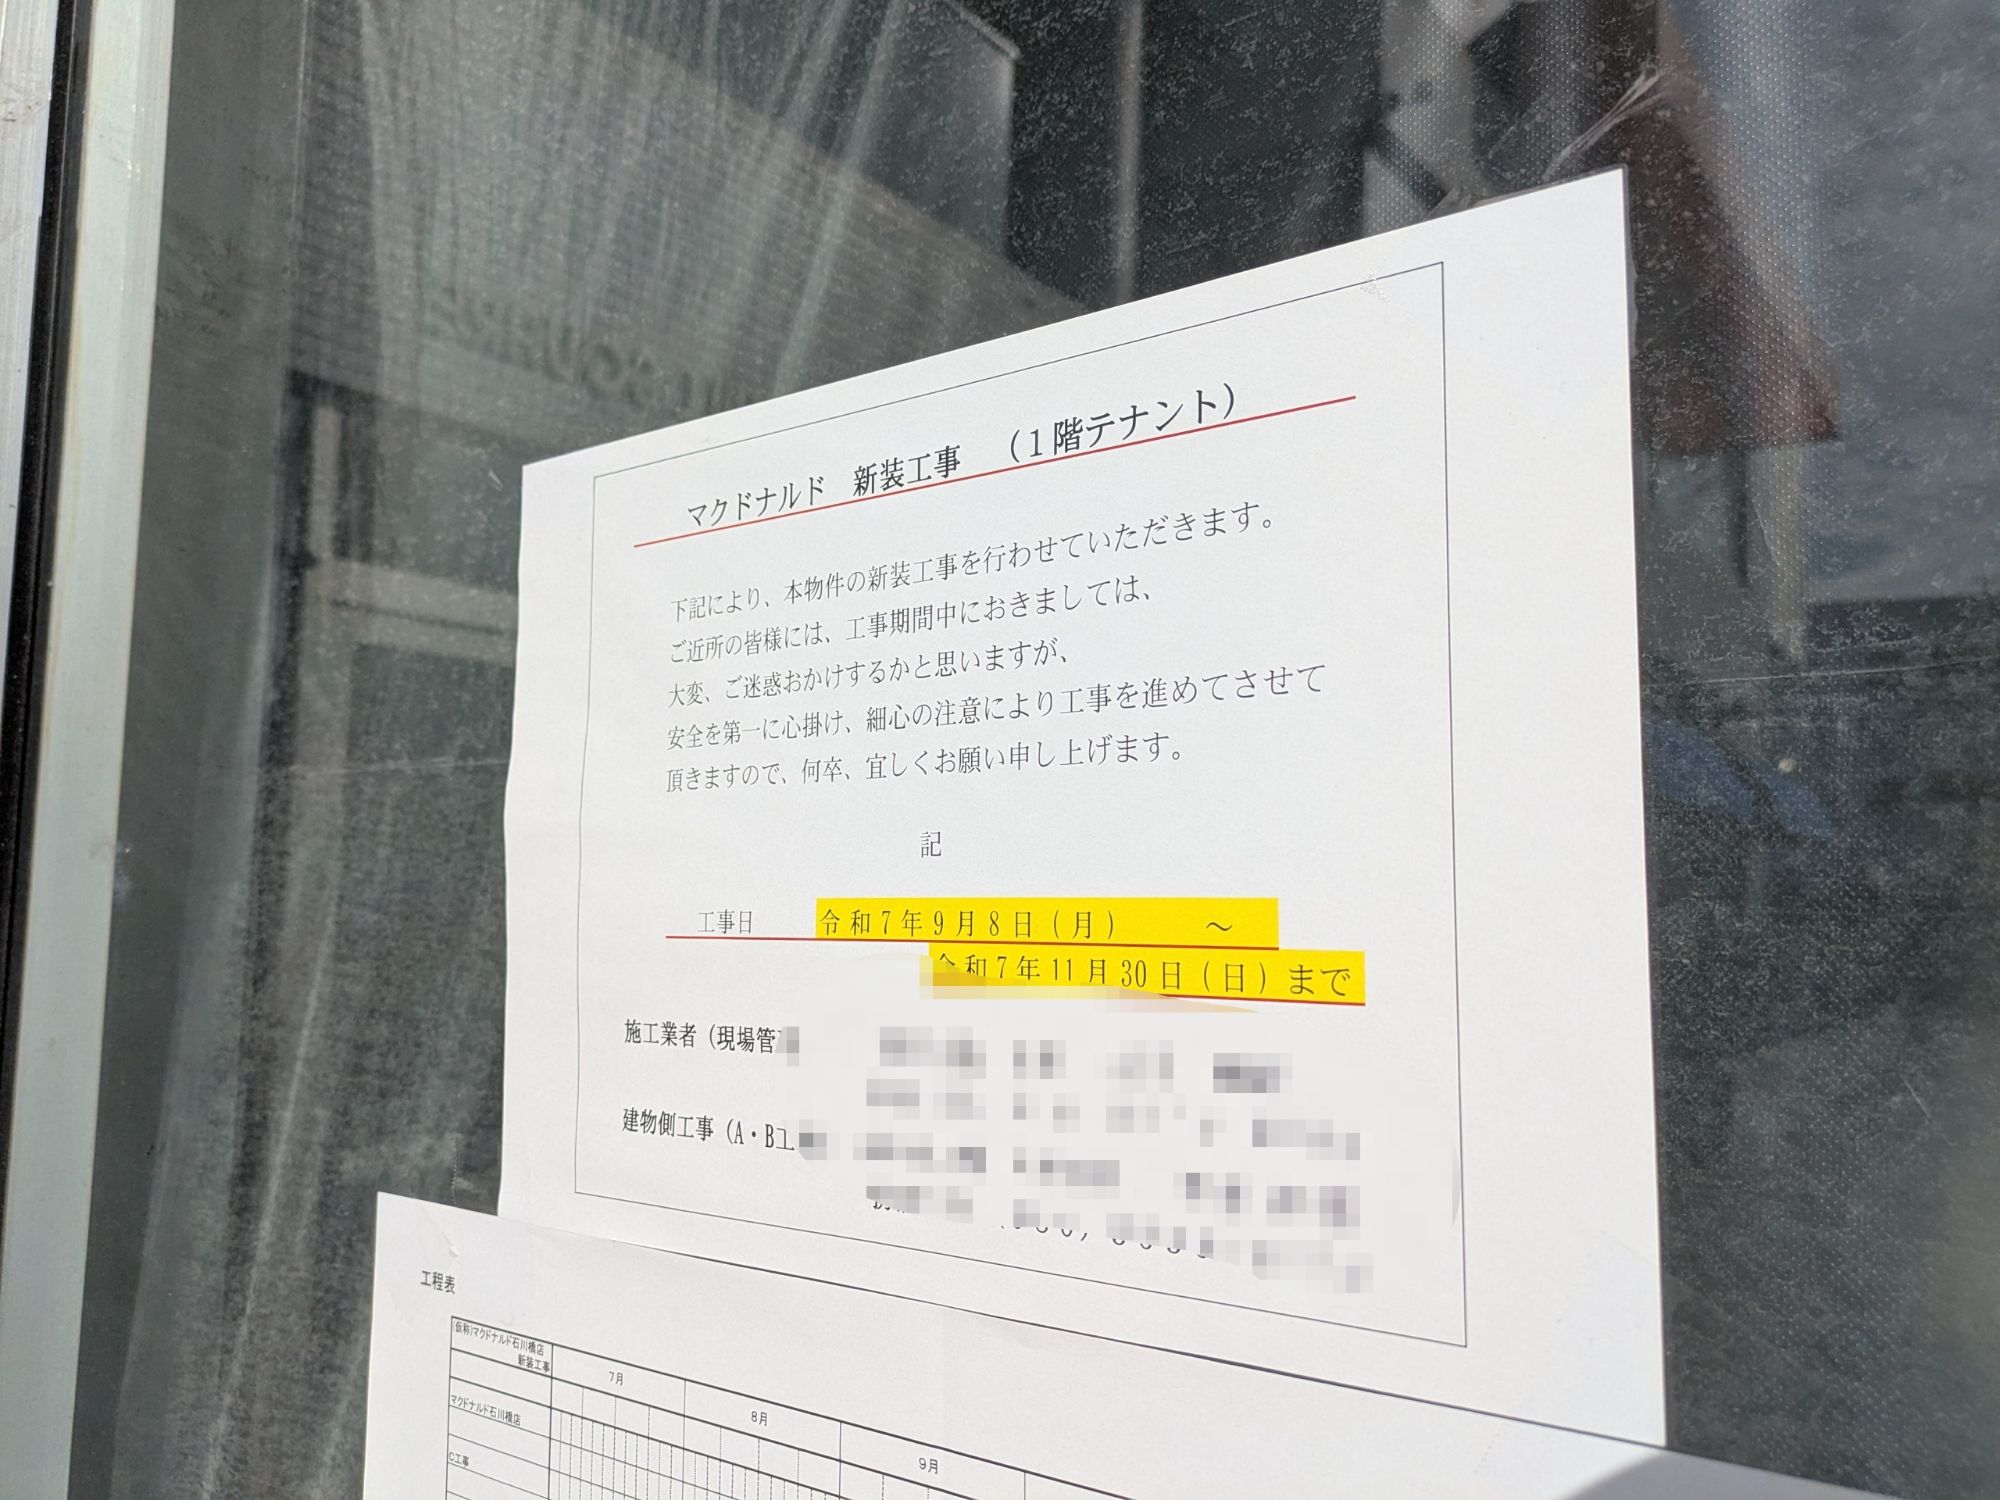 マクドナルド 新装工事 （１階テナント）
下記により、本物件の新装工事を行わせていただきます。
ご近所の皆様には、工事期間中におきましては、
大変、ご迷惑おかけするかと思いますが、
安全を第一に心掛け、細心の注意により工事を進めてさせて
頂きますので、何卒、宜しくお願い申し上げます。
記
工事日 令和7年9月8日(月) ～
令和7年11月30日(日)まで
施工業者（現場管
建物側工事（A・B工
工程表
(仮称)マクドナルド石川橋店
新装工事
7月 8月 9月
マクドナルド石川橋店
C工事